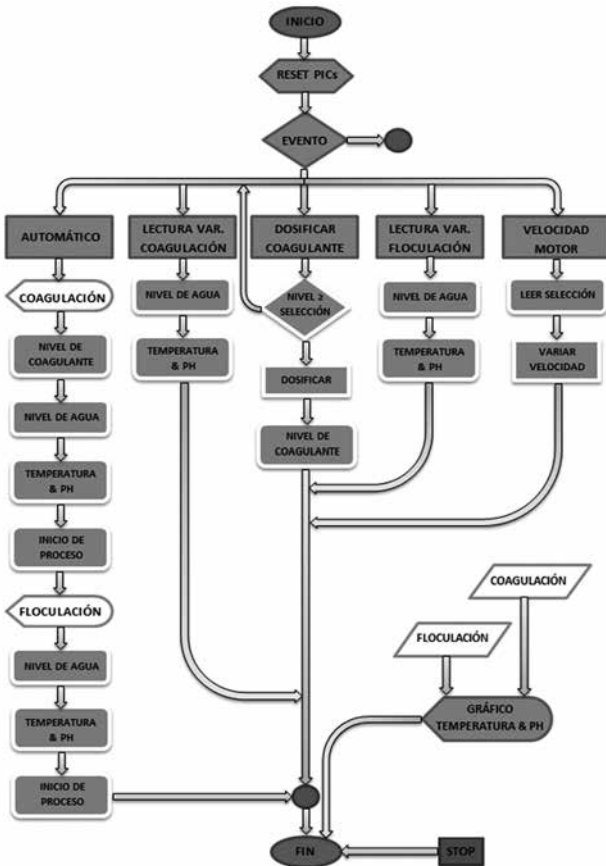 INICIO
RESET PICs
EVENTO
AUTOMÁTICO
COAGULACIÓN
NIVEL DE
COAGULANTE
NIVEL DE AGUA
TEMPERATURA
& PH
INICIO DE
PROCESO
FLOCULACIÓN
NIVEL DE AGUA
TEMPERATURA
& PH
INICIO DE
PROCESO
LECTURA VAR.
COAGULACIÓN
NIVEL DE AGUA
TEMPERATURA
& PH
DOSIFICAR
COAGULANTE
NIVEL ≥
SELECCIÓN
DOSIFICAR
NIVEL DE
COAGULANTE
LECTURA VAR.
FLOCULACIÓN
NIVEL DE AGUA
TEMPERATURA
& PH
VELOCIDAD
MOTOR
LEER SELECCIÓN
VARIAR
VELOCIDAD
COAGULACIÓN
FLOCULACIÓN
GRÁFICO
TEMPERATURA & PH
FIN
STOP